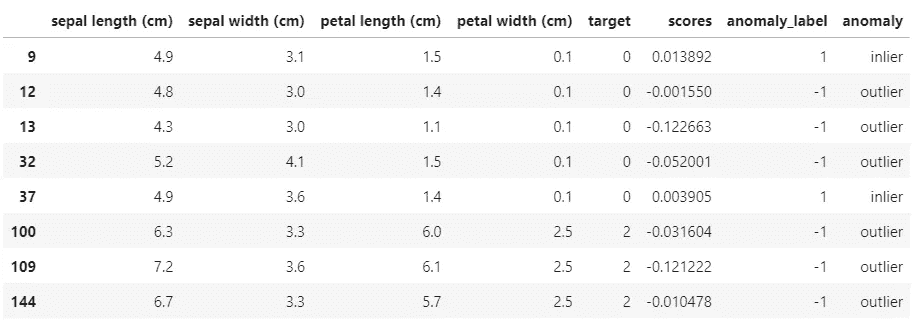 sepal length (cm) sepal width (cm) petal length (cm) petal width (cm) target scores anomaly_label anomaly
9 4.9 3.1 1.5 0.1 0 0.013892 1 inlier
12 4.8 3.0 1.4 0.1 0 -0.001550 -1 outlier
13 4.3 3.0 1.1 0.1 0 -0.122663 -1 outlier
32 5.2 4.1 1.5 0.1 0 -0.052001 -1 outlier
37 4.9 3.6 1.4 0.1 0 0.003905 1 inlier
100 6.3 3.3 6.0 2.5 2 -0.031604 -1 outlier
109 7.2 3.6 6.1 2.5 2 -0.121222 -1 outlier
144 6.7 3.3 5.7 2.5 2 -0.010478 -1 outlier